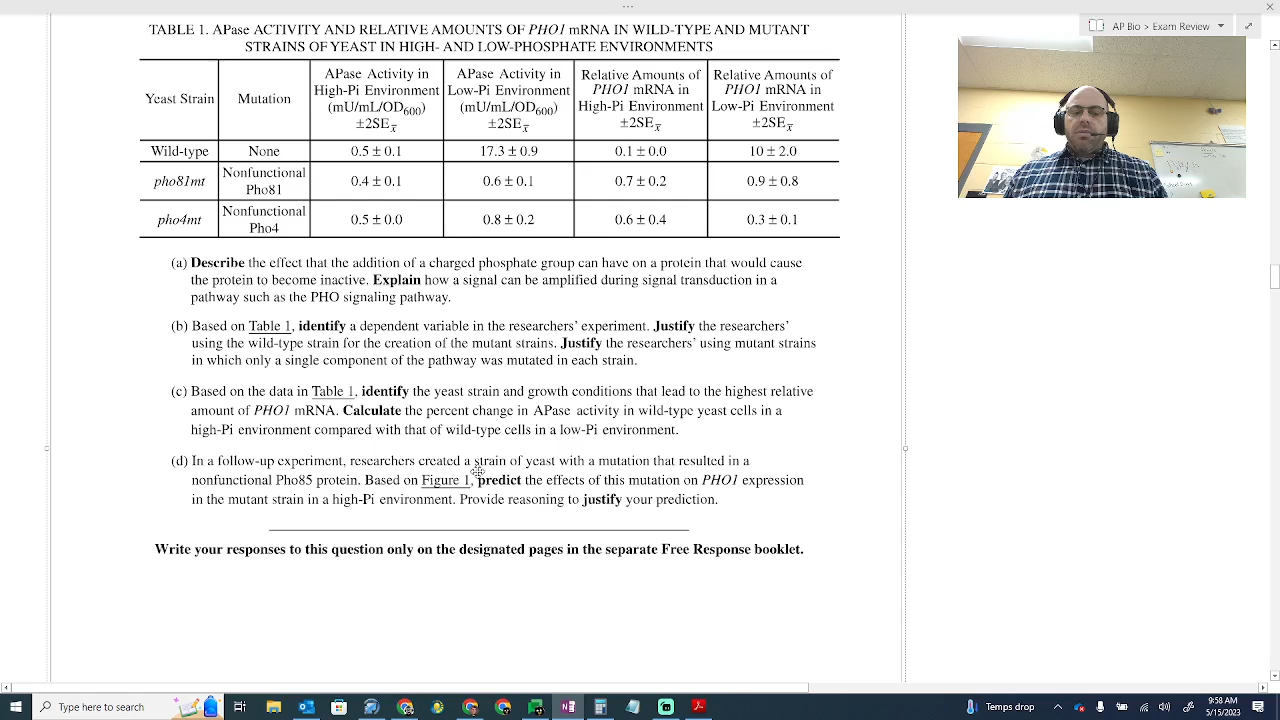 AP Bio > Exam Review
TABLE 1. APase ACTIVITY AND RELATIVE AMOUNTS OF PHO1 mRNA IN WILD-TYPE AND MUTANT
STRAINS OF YEAST IN HIGH- AND LOW-PHOSPHATE ENVIRONMENTS
Yeast Strain
Mutation
APase Activity in
High-Pi Environment
(mU/mL/OD600)
±2SEx̄
APase Activity in
Low-Pi Environment
(mU/mL/OD600)
±2SEx̄
Relative Amounts of
PHO1 mRNA in
High-Pi Environment
±2SEx̄
Relative Amounts of
PHO1 mRNA in
Low-Pi Environment
±2SEx̄
Wild-type None 0.5 ± 0.1 17.3 ± 0.9 0.1 ± 0.0 10 ± 2.0
pho81mt Nonfunctional Pho81 0.4 ± 0.1 0.6 ± 0.1 0.7 ± 0.2 0.9 ± 0.8
pho4mt Nonfunctional Pho4 0.5 ± 0.0 0.8 ± 0.2 0.6 ± 0.4 0.3 ± 0.1
(a) Describe the effect that the addition of a charged phosphate group can have on a protein that would cause
the protein to become inactive. Explain how a signal can be amplified during signal transduction in a
pathway such as the PHO signaling pathway.
(b) Based on Table 1, identify a dependent variable in the researchers' experiment. Justify the researchers'
using the wild-type strain for the creation of the mutant strains. Justify the researchers' using mutant strains
in which only a single component of the pathway was mutated in each strain.
(c) Based on the data in Table 1, identify the yeast strain and growth conditions that lead to the highest relative
amount of PHO1 mRNA. Calculate the percent change in APase activity in wild-type yeast cells in a
high-Pi environment compared with that of wild-type cells in a low-Pi environment.
(d) In a follow-up experiment, researchers created a strain of yeast with a mutation that resulted in a
nonfunctional Pho85 protein. Based on Figure 1, predict the effects of this mutation on PHO1 expression
in the mutant strain in a high-Pi environment. Provide reasoning to justify your prediction.
Write your responses to this question only on the designated pages in the separate Free Response booklet.
Type here to search
Temps drop
9:58 AM
5/15/2023